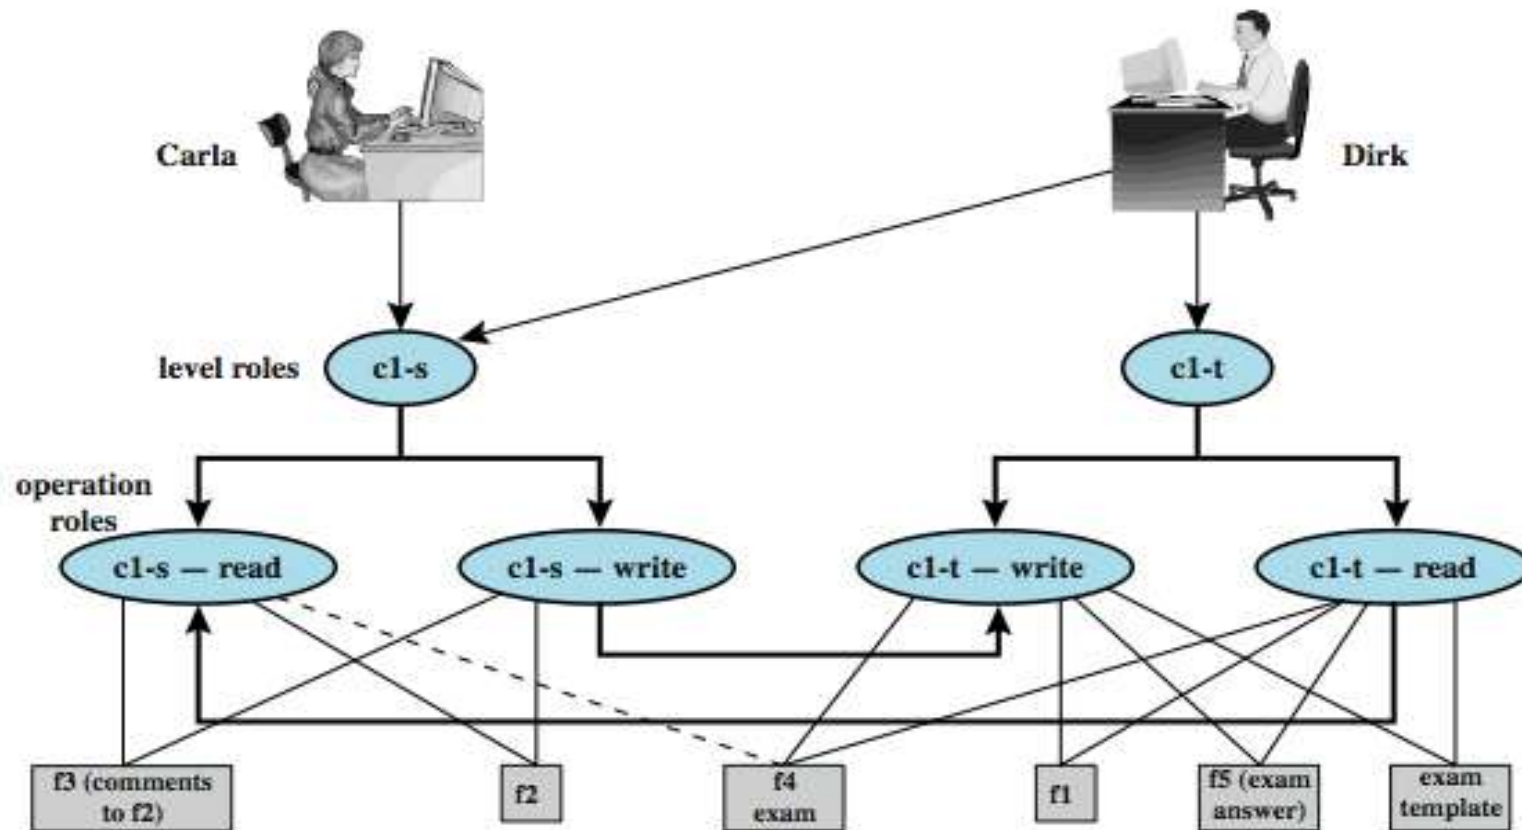 Carla
Dirk
level roles
c1-s
c1-t
operation
roles
c1-s — read
c1-s — write
c1-t — write
c1-t — read
f3 (comments
to f2)
f2
f4
exam
f1
f5 (exam
answer)
exam
template